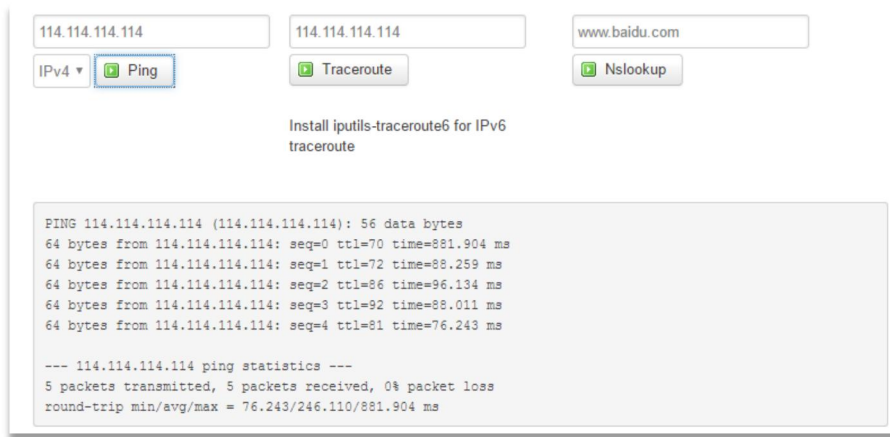 114.114.114.114 114.114.114.114 www.baidu.com
IPv4 Ping Traceroute Nslookup
Install iputils-traceroute6 for IPv6
traceroute
PING 114.114.114.114 (114.114.114.114): 56 data bytes
64 bytes from 114.114.114.114: seq=0 ttl=70 time=881.904 ms
64 bytes from 114.114.114.114: seq=1 ttl=72 time=88.259 ms
64 bytes from 114.114.114.114: seq=2 ttl=86 time=96.134 ms
64 bytes from 114.114.114.114: seq=3 ttl=92 time=88.011 ms
64 bytes from 114.114.114.114: seq=4 ttl=81 time=76.243 ms
--- 114.114.114.114 ping statistics ---
5 packets transmitted, 5 packets received, 0% packet loss
round-trip min/avg/max = 76.243/246.110/881.904 ms